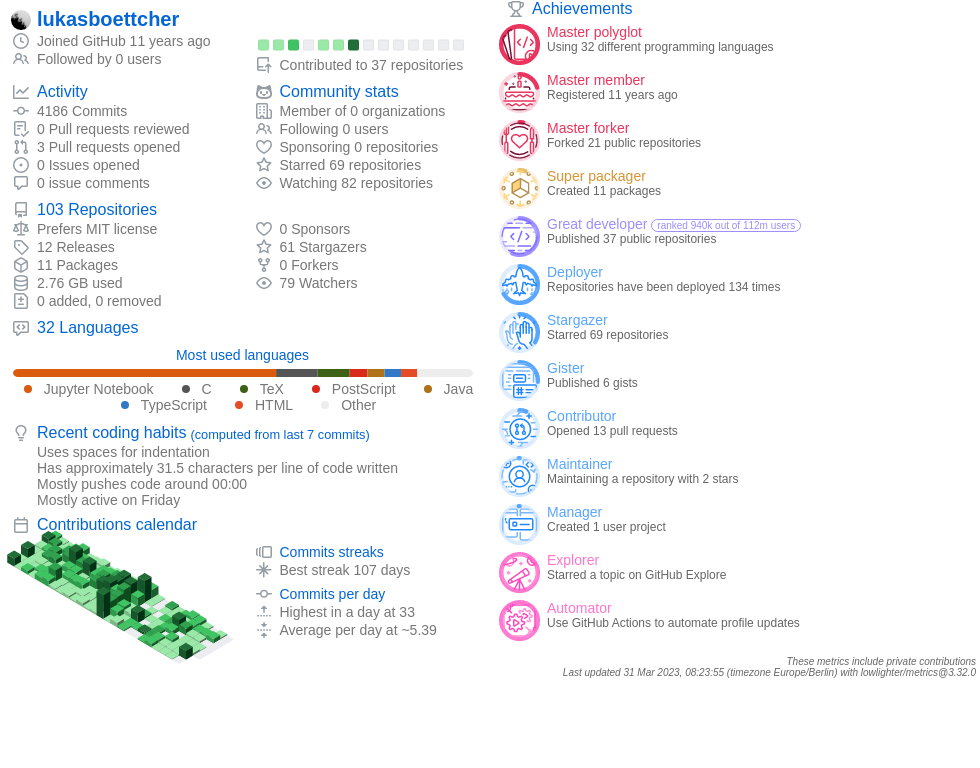 lukasboettcher
Joined GitHub 11 years ago
Followed by 0 users
Contributed to 37 repositories
Activity
4186 Commits
0 Pull requests reviewed
3 Pull requests opened
0 Issues opened
0 issue comments
Community stats
Member of 0 organizations
Following 0 users
Sponsoring 0 repositories
Starred 69 repositories
Watching 82 repositories
103 Repositories
Prefers MIT license
12 Releases
11 Packages
2.76 GB used
0 added, 0 removed
0 Sponsors
61 Stargazers
0 Forkers
79 Watchers
32 Languages
Most used languages
Jupyter Notebook C TeX PostScript Java
TypeScript HTML Other
Recent coding habits (computed from last 7 commits)
Uses spaces for indentation
Has approximately 31.5 characters per line of code written
Mostly pushes code around 00:00
Mostly active on Friday
Contributions calendar
Commits streaks
Best streak 107 days
Commits per day
Highest in a day at 33
Average per day at ~5.39
Achievements
Master polyglot
Using 32 different programming languages
Master member
Registered 11 years ago
Master forker
Forked 21 public repositories
Super packager
Created 11 packages
Great developer ranked 940k out of 112m users
Published 37 public repositories
Deployer
Repositories have been deployed 134 times
Stargazer
Starred 69 repositories
Gister
Published 6 gists
Contributor
Opened 13 pull requests
Maintainer
Maintaining a repository with 2 stars
Manager
Created 1 user project
Explorer
Starred a topic on GitHub Explore
Automator
Use GitHub Actions to automate profile updates
These metrics include private contributions
Last updated 31 Mar 2023, 08:23:55 (timezone Europe/Berlin) with lowlighter/metrics@3.32.0